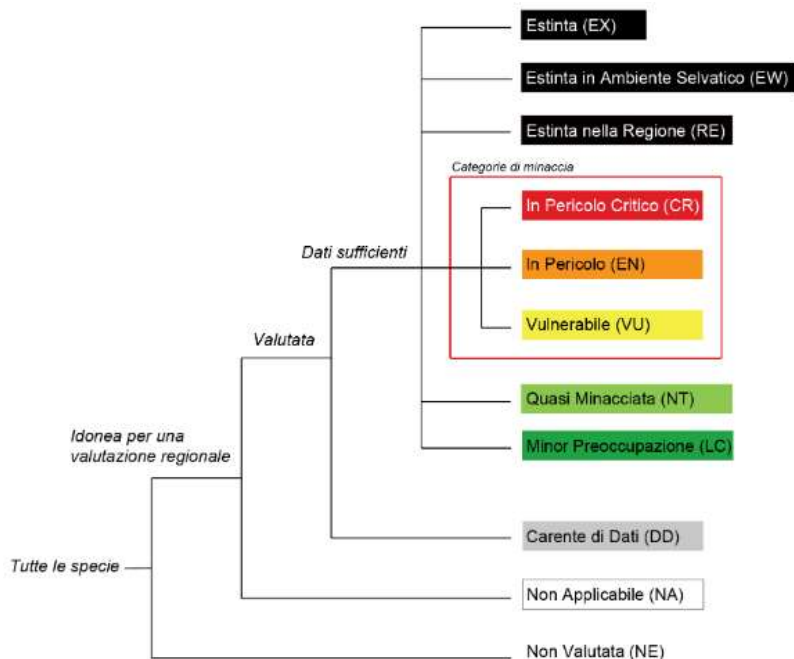 Estinta (EX)
Estinta in Ambiente Selvatico (EW)
Estinta nella Regione (RE)
Categorie di minaccia
In Pericolo Critico (CR)
Dati sufficienti
In Pericolo (EN)
Vulnerabile (VU)
Valutata
Quasi Minacciata (NT)
Idonea per una
valutazione regionale
Minor Preoccupazione (LC)
Carente di Dati (DD)
Tutte le specie
Non Applicabile (NA)
Non Valutata (NE)